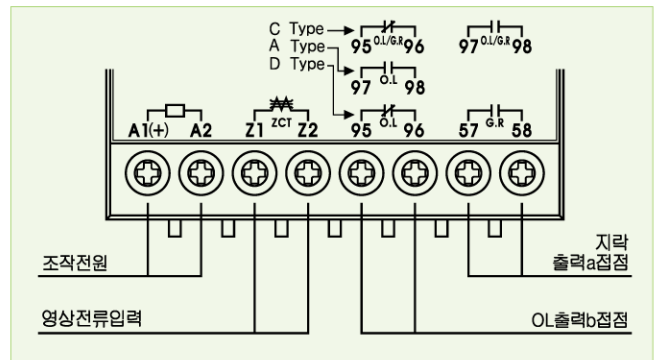 C Type 95 O.L/G.R 96 97 O.L/G.R 98
A Type 97 O.L 98
D Type 95 O.L 96 57 G.R 58
A1(+) A2 Z1 ZCT Z2
조작전원
지락
출력a접점
영상전류입력
OL출력b접점